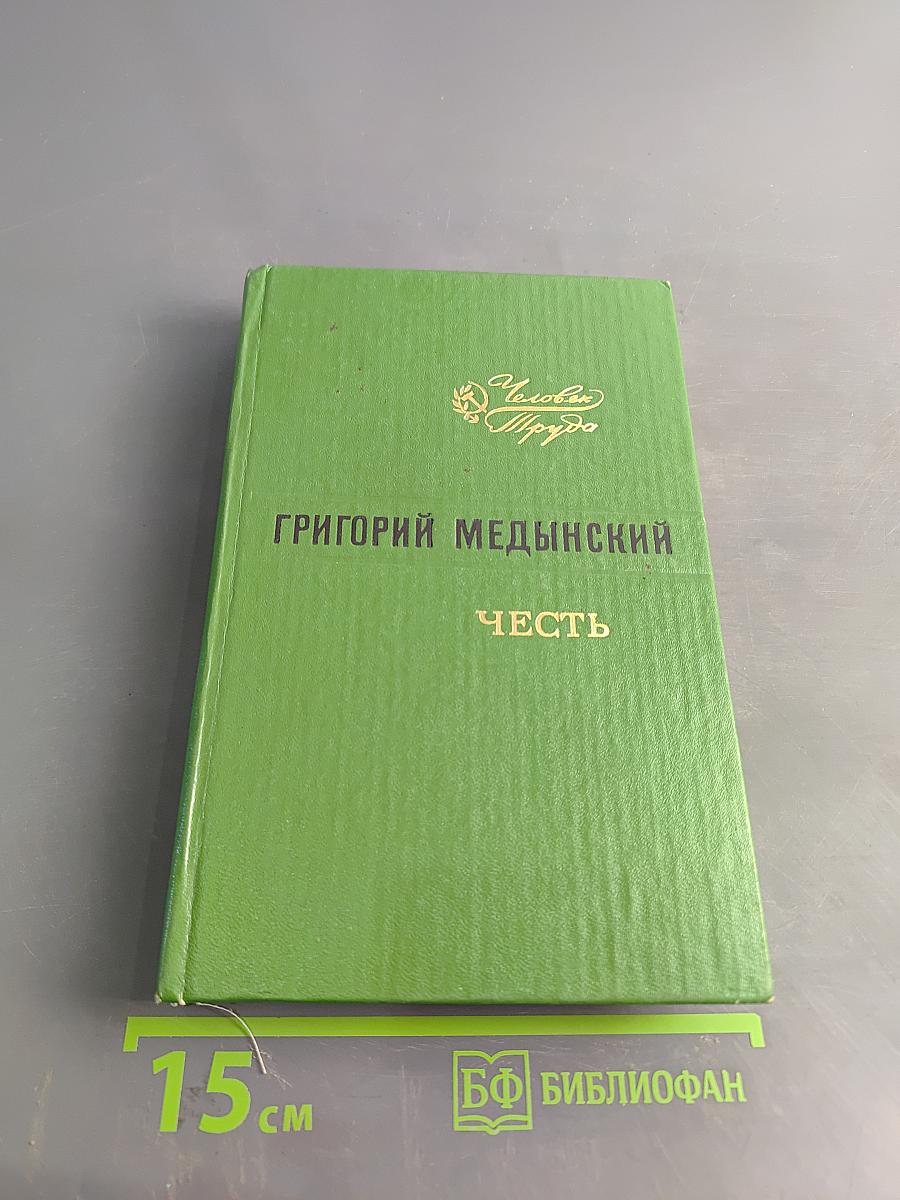 Человек
Труда
ГРИГОРИЙ МЕДЫНСКИЙ
ЧЕСТЬ
15 см
БФ БИБЛИОФАН